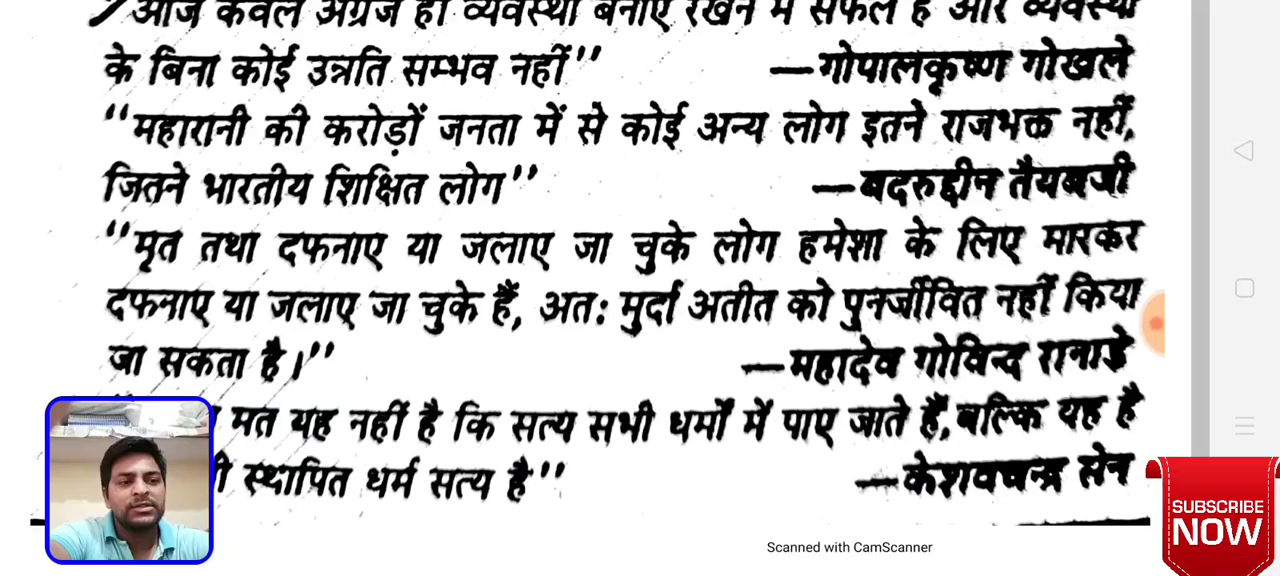 आज केवल अंग्रेज ही व्यवस्था बनाए रखने में सफल हैं और व्यवस्था
के बिना कोई उन्नति सम्भव नहीं’’ —गोपालकृष्ण गोखले
‘‘महारानी की करोड़ों जनता में से कोई अन्य लोग इतने राजभक्त नहीं,
जितने भारतीय शिक्षित लोग’’ —बदरुद्दीन तैयबजी
‘‘मृत तथा दफनाए या जलाए जा चुके लोग हमेशा के लिए मारकर
दफनाए या जलाए जा चुके हैं, अतः मुर्दा अतीत को पुनर्जीवित नहीं किया
जा सकता है।’’ —महादेव गोविन्द रानाडे
मत यह नहीं है कि सत्य सभी धर्मों में पाए जाते हैं, बल्कि यह है
स्थापित धर्म सत्य है’’ —केशवचन्द्र सेन
Scanned with CamScanner
SUBSCRIBE
NOW